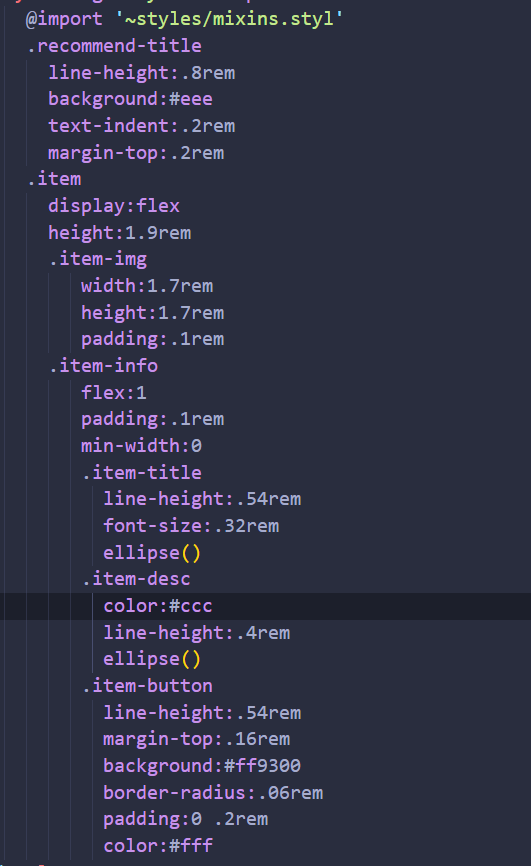 @import '~styles/mixins.styl'
.recommend-title
line-height:.8rem
background:#eee
text-indent:.2rem
margin-top:.2rem
.item
display:flex
height:1.9rem
.item-img
width:1.7rem
height:1.7rem
padding:.1rem
.item-info
flex:1
padding:.1rem
min-width:0
.item-title
line-height:.54rem
font-size:.32rem
ellipse()
.item-desc
color:#ccc
line-height:.4rem
ellipse()
.item-button
line-height:.54rem
margin-top:.16rem
background:#ff9300
border-radius:.06rem
padding:0 .2rem
color:#fff